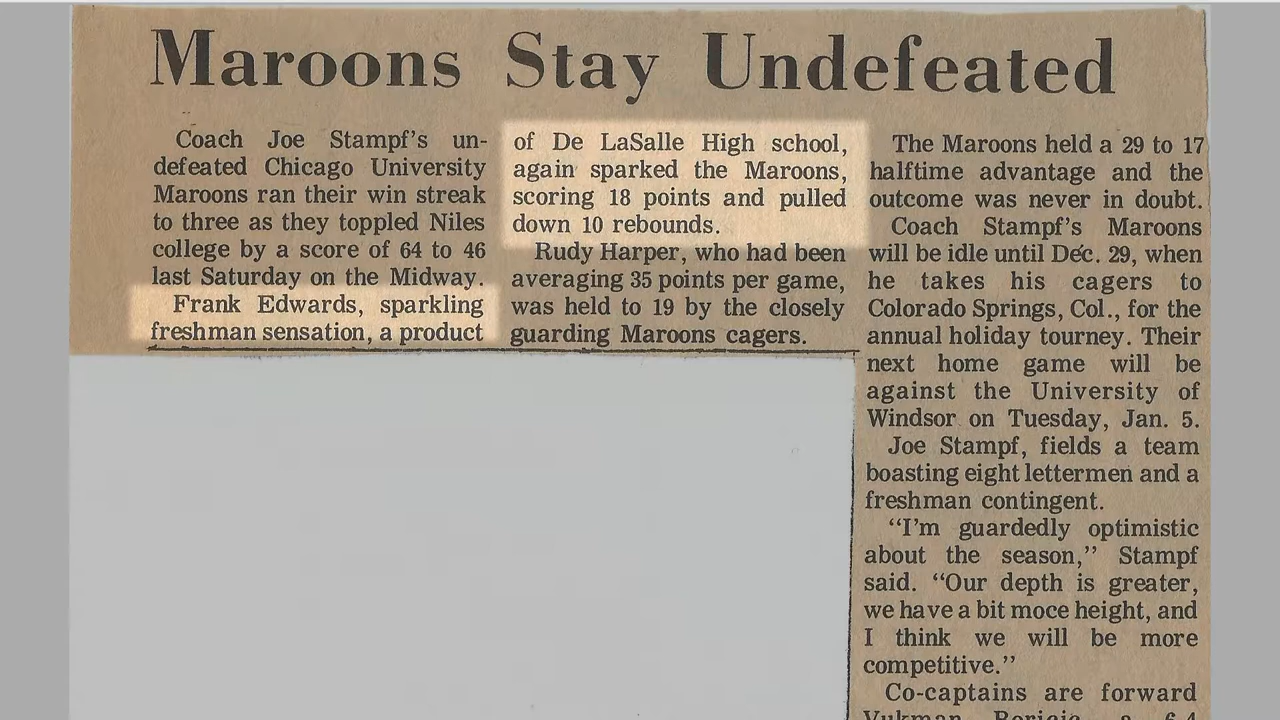 Maroons Stay Undefeated
Coach Joe Stampf's un-
defeated Chicago University
Maroons ran their win streak
to three as they toppled Niles
college by a score of 64 to 46
last Saturday on the Midway.
Frank Edwards, sparkling
freshman sensation, a product
of De LaSalle High school,
again sparked the Maroons,
scoring 18 points and pulled
down 10 rebounds.
Rudy Harper, who had been
averaging 35 points per game,
was held to 19 by the closely
guarding Maroons cagers.
The Maroons held a 29 to 17
halftime advantage and the
outcome was never in doubt.
Coach Stampf's Maroons
will be idle until Dec. 29, when
he takes his cagers to
Colorado Springs, Col., for the
annual holiday tourney. Their
next home game will be
against the University of
Windsor on Tuesday, Jan. 5.
Joe Stampf, fields a team
boasting eight lettermen and a
freshman contingent.
"I'm guardedly optimistic
about the season," Stampf
said. "Our depth is greater,
we have a bit moce height, and
I think we will be more
competitive."
Co-captains are forward